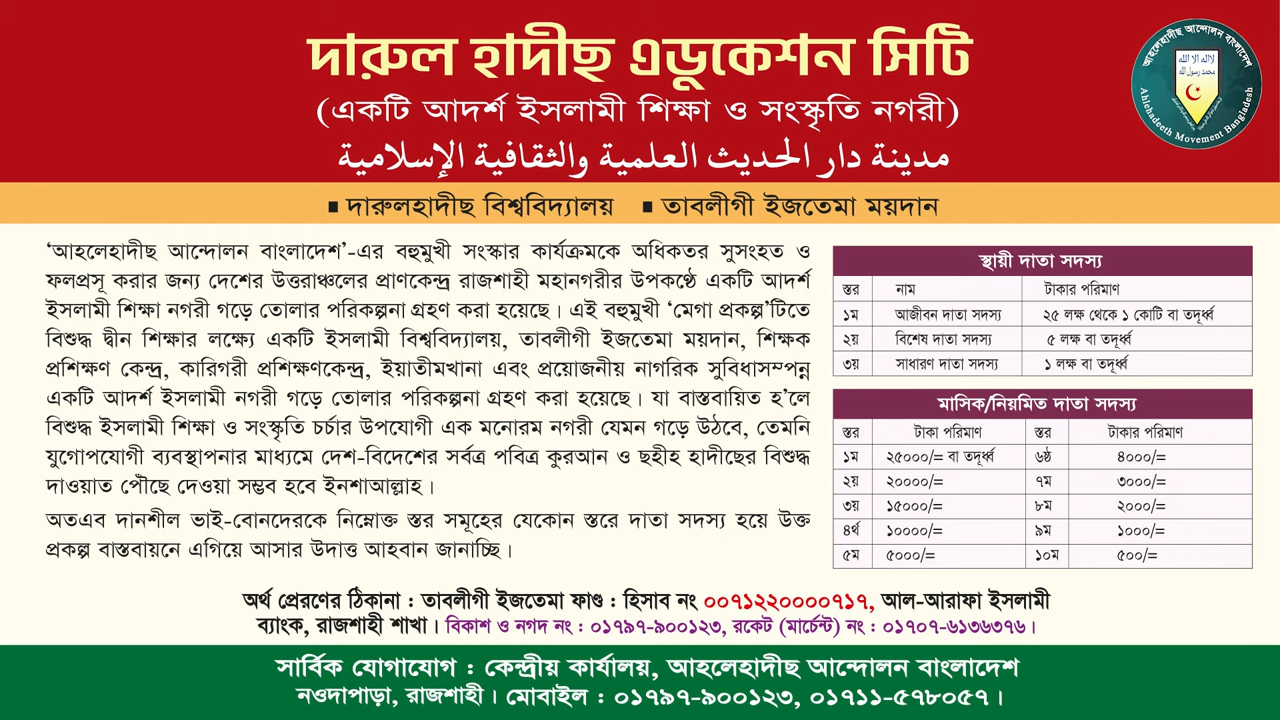 দারুল হাদীছ এডুকেশন সিটি
(একটি আদর্শ ইসলামী শিক্ষা ও সংস্কৃতি নগরী)
مدينة دار الحديث العلمية والثقافية الإسلامية
আহলেহাদীছ আন্দোলন বাংলাদেশ
لا اله الا الله
محمد رسول الله
Ahlehadeeth Movement Bangladesh
■ দারুলহাদীছ বিশ্ববিদ্যালয় ■ তাবলীগী ইজতেমা ময়দান
‘আহলেহাদীছ আন্দোলন বাংলাদেশ’-এর বহুমুখী সংস্কার কার্যক্রমকে অধিকতর সুসংহত ও
ফলপ্রসূ করার জন্য দেশের উত্তরাঞ্চলের প্রাণকেন্দ্র রাজশাহী মহানগরীর উপকণ্ঠে একটি আদর্শ
ইসলামী শিক্ষা নগরী গড়ে তোলার পরিকল্পনা গ্রহণ করা হয়েছে। এই বহুমুখী ‘মেগা প্রকল্প’টিতে
বিশুদ্ধ দ্বীন শিক্ষার লক্ষ্যে একটি ইসলামী বিশ্ববিদ্যালয়, তাবলীগী ইজতেমা ময়দান, শিক্ষক
প্রশিক্ষণ কেন্দ্র, কারিগরী প্রশিক্ষণকেন্দ্র, ইয়াতীমখানা এবং প্রয়োজনীয় নাগরিক সুবিধাসম্পন্ন
একটি আদর্শ ইসলামী নগরী গড়ে তোলার পরিকল্পনা গ্রহণ করা হয়েছে। যা বাস্তবায়িত হ’লে
বিশুদ্ধ ইসলামী শিক্ষা ও সংস্কৃতি চর্চার উপযোগী এক মনোরম নগরী যেমন গড়ে উঠবে, তেমনি
যুগোপযোগী ব্যবস্থাপনার মাধ্যমে দেশ-বিদেশের সর্বত্র পবিত্র কুরআন ও ছহীহ হাদীছের বিশুদ্ধ
দাওয়াত পৌঁছে দেওয়া সম্ভব হবে ইনশাআল্লাহ।
অতএব দানশীল ভাই-বোনদেরকে নিম্নোক্ত স্তর সমূহের যেকোন স্তরে দাতা সদস্য হয়ে উক্ত
প্রকল্প বাস্তবায়নে এগিয়ে আসার উদাত্ত আহবান জানাচ্ছি।
স্থায়ী দাতা সদস্য
স্তর নাম টাকার পরিমাণ
১ম আজীবন দাতা সদস্য ২৫ লক্ষ থেকে ১ কোটি বা তদূর্ধ্ব
২য় বিশেষ দাতা সদস্য ৫ লক্ষ বা তদূর্ধ্ব
৩য় সাধারণ দাতা সদস্য ১ লক্ষ বা তদূর্ধ্ব
মাসিক/নিয়মিত দাতা সদস্য
স্তর টাকা পরিমাণ স্তর টাকার পরিমাণ
১ম ২৫০০০/= বা তদূর্ধ্ব ৬ষ্ঠ ৪০০০/=
২য় ২০০০০/= ৭ম ৩০০০/=
৩য় ১৫০০০/= ৮ম ২০০০/=
৪র্থ ১০০০০/= ৯ম ১০০০/=
৫ম ৫০০০/= ১০ম ৫০০/=
অর্থ প্রেরণের ঠিকানা : তাবলীগী ইজতেমা ফাণ্ড : হিসাব নং ০০৭১২২০০০০৭১৭, আল-আরাফা ইসলামী
ব্যাংক, রাজশাহী শাখা। বিকাশ ও নগদ নং : ০১৭৯৭-৯০০১২৩, রকেট (মার্চেন্ট) নং : ০১৭০৭-৬১৩৬৩৭৬।
সার্বিক যোগাযোগ : কেন্দ্রীয় কার্যালয়, আহলেহাদীছ আন্দোলন বাংলাদেশ
নওদাপাড়া, রাজশাহী। মোবাইল : ০১৭৯৭-৯০০১২৩, ০১৭১১-৫৭৮০৫৭।